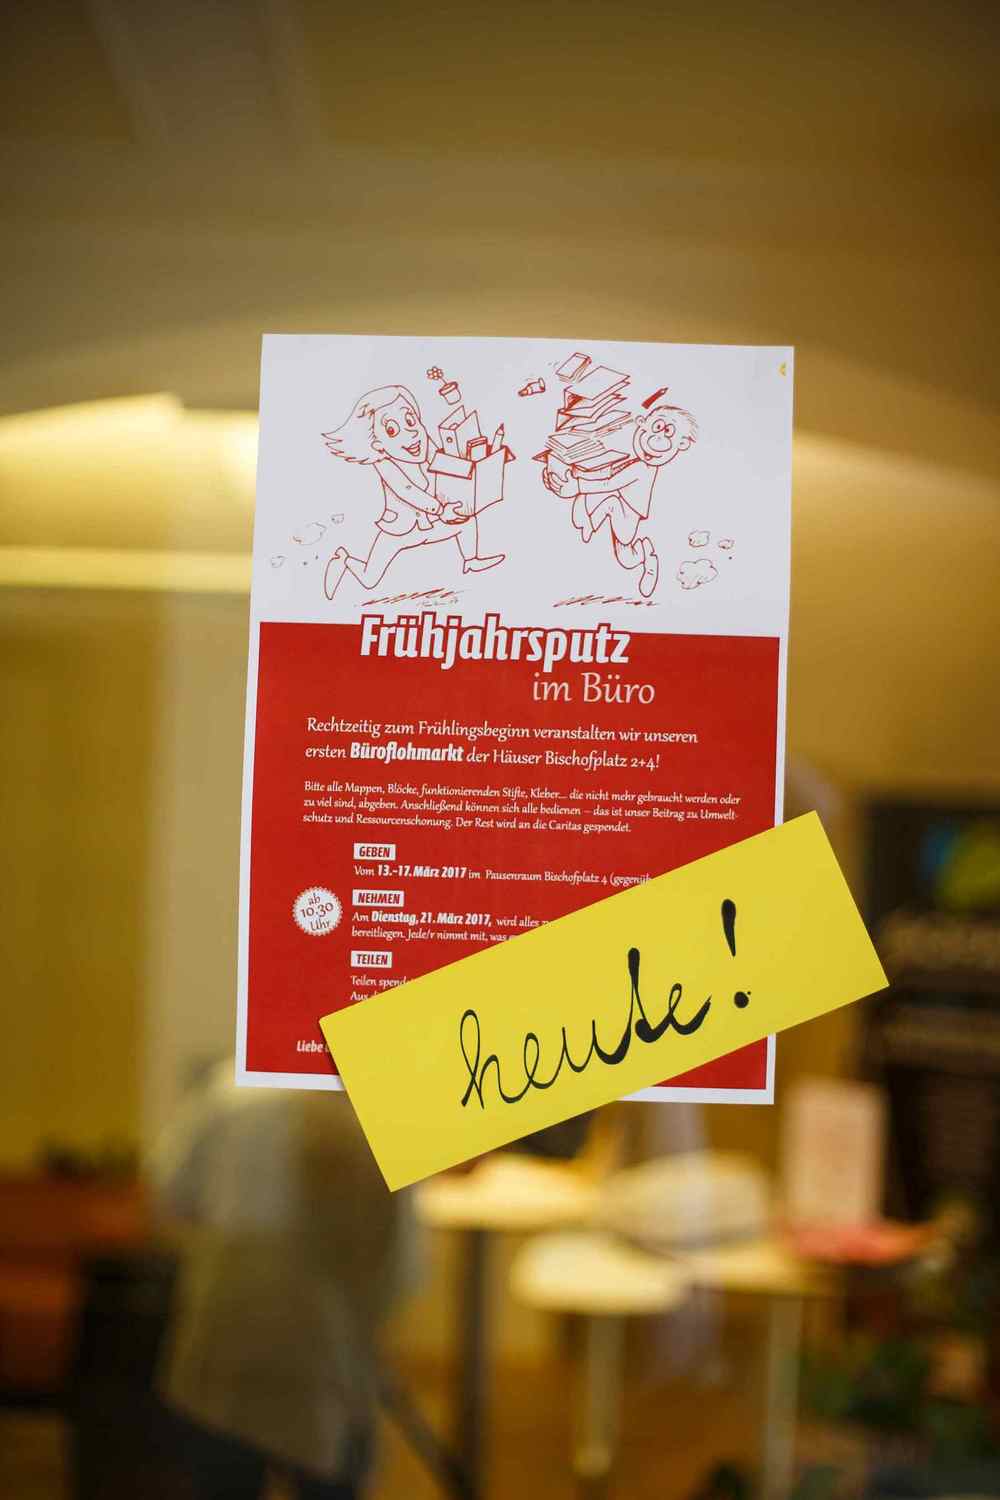 Frühjahrsputz
im Büro
Rechtzeitig zum Frühlingsbeginn veranstalten wir unseren
ersten Büroflohmarkt der Häuser Bischofplatz 2+4!
Bitte alle Mappen, Blöcke, funktionierenden Stifte, Kleber... die nicht mehr gebraucht werden oder
zu viel sind, abgeben. Anschließend können sich alle bedienen – das ist unser Beitrag zu Umwelt-
schutz und Ressourcenschonung. Der Rest wird an die Caritas gespendet.
GEBEN
Vom 13.-17. März 2017 im Pausenraum Bischofplatz 4
ab
10.30
Uhr
NEHMEN
Am Dienstag, 21. März 2017, wird alles
bereitliegen. Jede/r nimmt mit, was
TEILEN
Teilen
Aus
Liebe
heute!